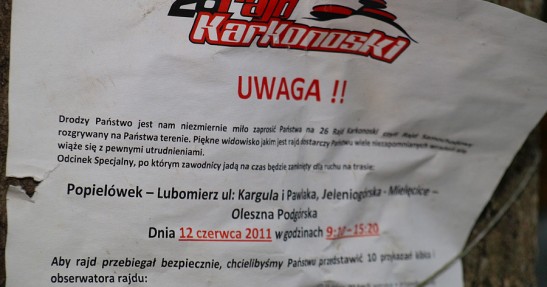 26 Rajd
Karkonoski
UWAGA !!
Drodzy Państwo jest nam niezmiernie miło zaprosić Państwa na 26 Rajd Karkonoski
rozgrywany na Państwa terenie. Piękne widowisko jakim jest rajd dostarczy Państwu wiele niezapomnianych wrażeń
wiąże się z pewnymi utrudnieniami.
Odcinek Specjalny, po którym zawodnicy jadą na czas będzie zamknięty dla ruchu na trasie:
Popielówek – Lubomierz ul: Kargula i Pawlaka, Jeleniogórska - Milęcice –
Oleszna Podgórska
Dnia 12 czerwca 2011 w godzinach - 15:20
Aby rajd przebiegał bezpiecznie, chcielibyśmy Państwu przedstawić 10 przykazań kibica i
obserwatora rajdu: